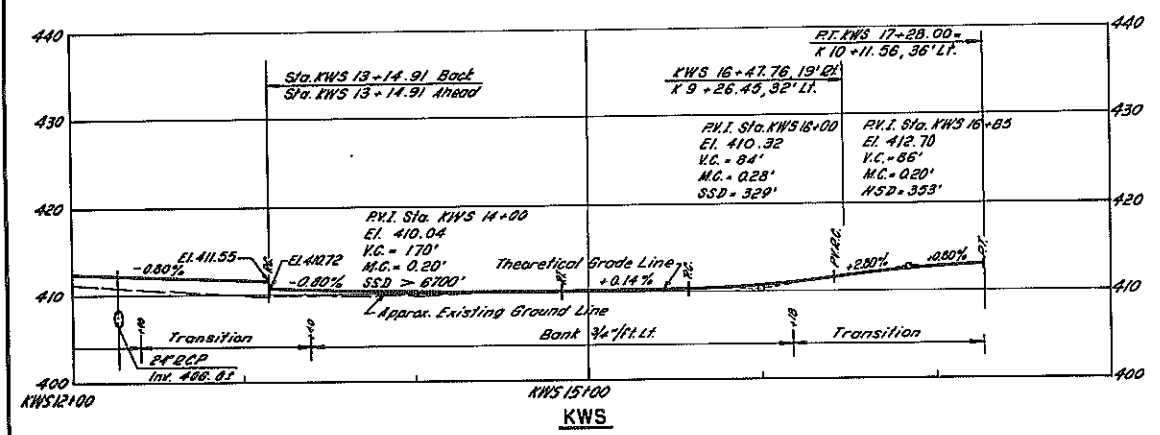 440
430
420
410
400
Sta. KWS 13+14.91 Back
Sta. KWS 13+14.91 Ahead
P.T. KWS 17+28.00=
K 10+11.56, 36' Lt.
KWS 16+47.76, 19' Rt.
K 9+26.45, 32' Lt.
P.V.I. Sta. KWS 16+00
El. 410.32
V.C. = 84'
M.C. = 0.28'
SSD = 329'
P.V.I. Sta. KWS 16+85
El. 412.70
V.C. = 86'
M.C. = 0.20'
HSD = 353'
P.V.I. Sta. KWS 14+00
El. 410.04
V.C. = 170'
M.C. = 0.20'
SSD > 6700'
-0.80%
El. 411.55
P.C.
El. 410.72
-0.80%
Theoretical Grade Line
+0.14%
P.V.R.C.
+2.80%
+0.80%
P.T.
Approx. Existing Ground Line
+40
Transition
+40
Bank 3/4"/Ft. Lt.
+18
Transition
24" RCP
KWS 12+00
KWS 15+00
KWS
440
430
420
410
400